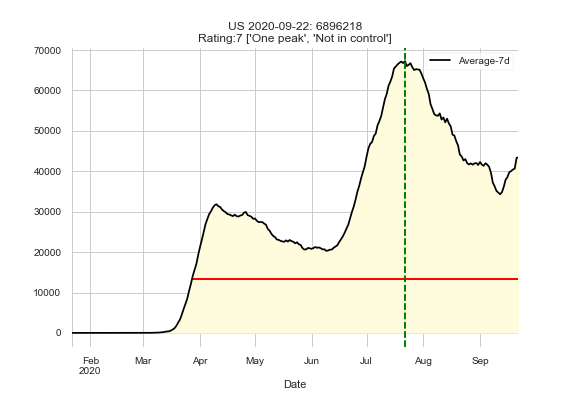 US 2020-09-22: 6896218
Rating:7 ['One peak', 'Not in control']
Average-7d
70000
60000
50000
40000
30000
20000
10000
0
Feb Mar Apr May Jun Jul Aug Sep
2020
Date